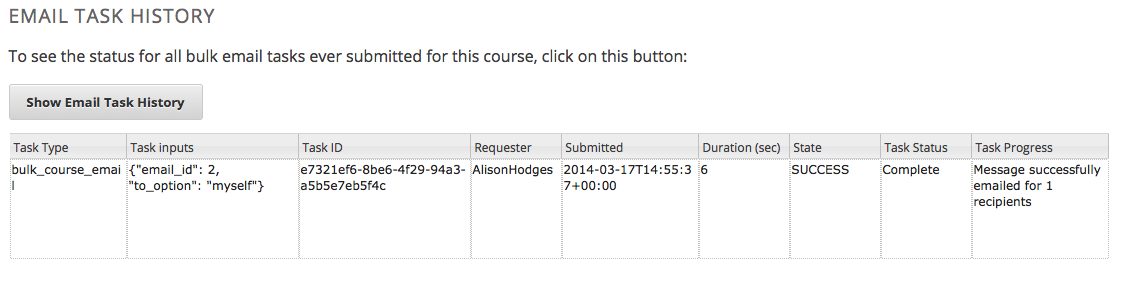 EMAIL TASK HISTORY
To see the status for all bulk email tasks ever submitted for this course, click on this button:
Show Email Task History
Task Type Task inputs Task ID Requester Submitted Duration (sec) State Task Status Task Progress
bulk_course_emai {"email_id": 2, e7321ef6-8be6-4f29-94a3- AlisonHodges 2014-03-17T14:55:3 6 SUCCESS Complete Message successfully
l "to_option": "myself"} a5b5e7eb5f4c 7+00:00 emailed for 1
recipients